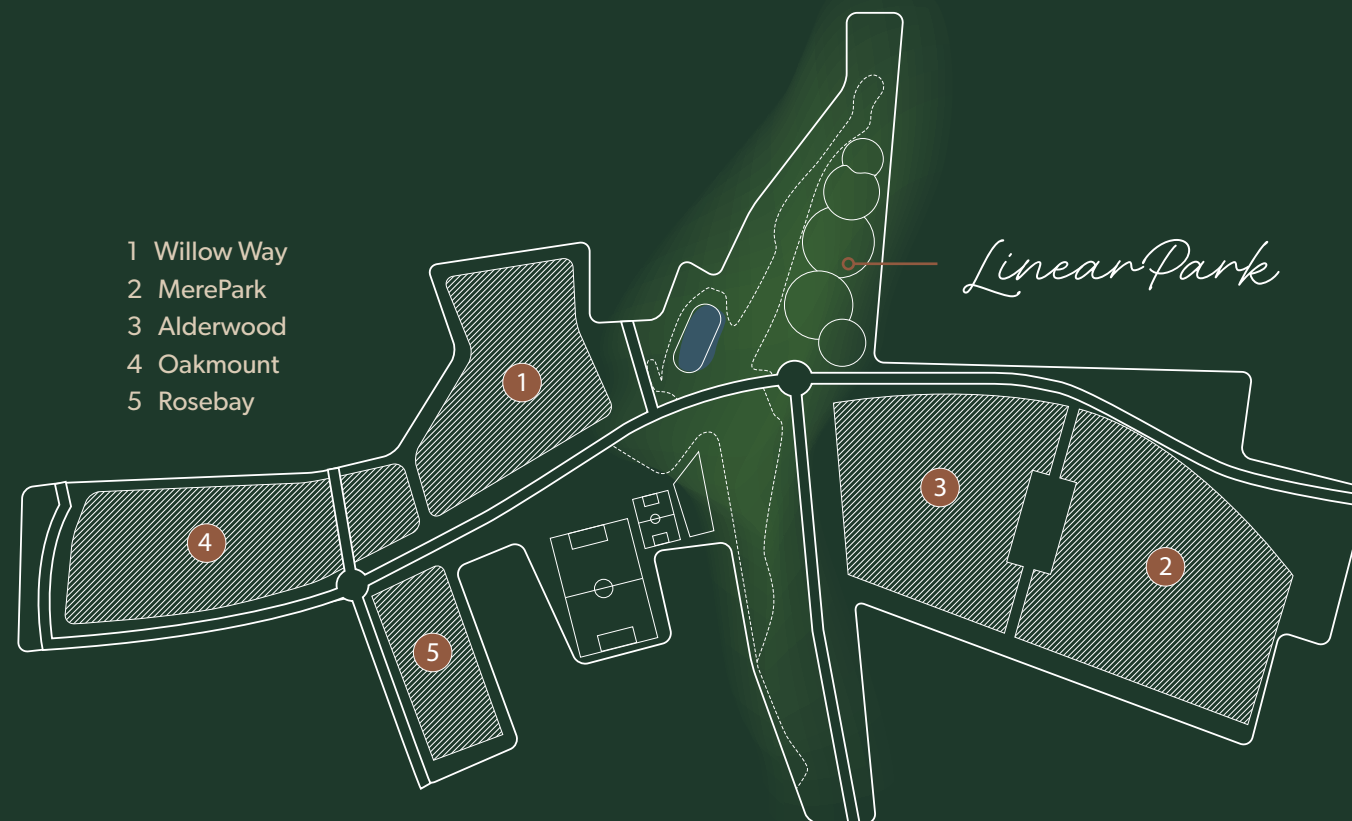 1 Willow Way
2 MerePark
3 Alderwood
4 Oakmount
5 Rosebay
LinearPark
1
3
4
2
5